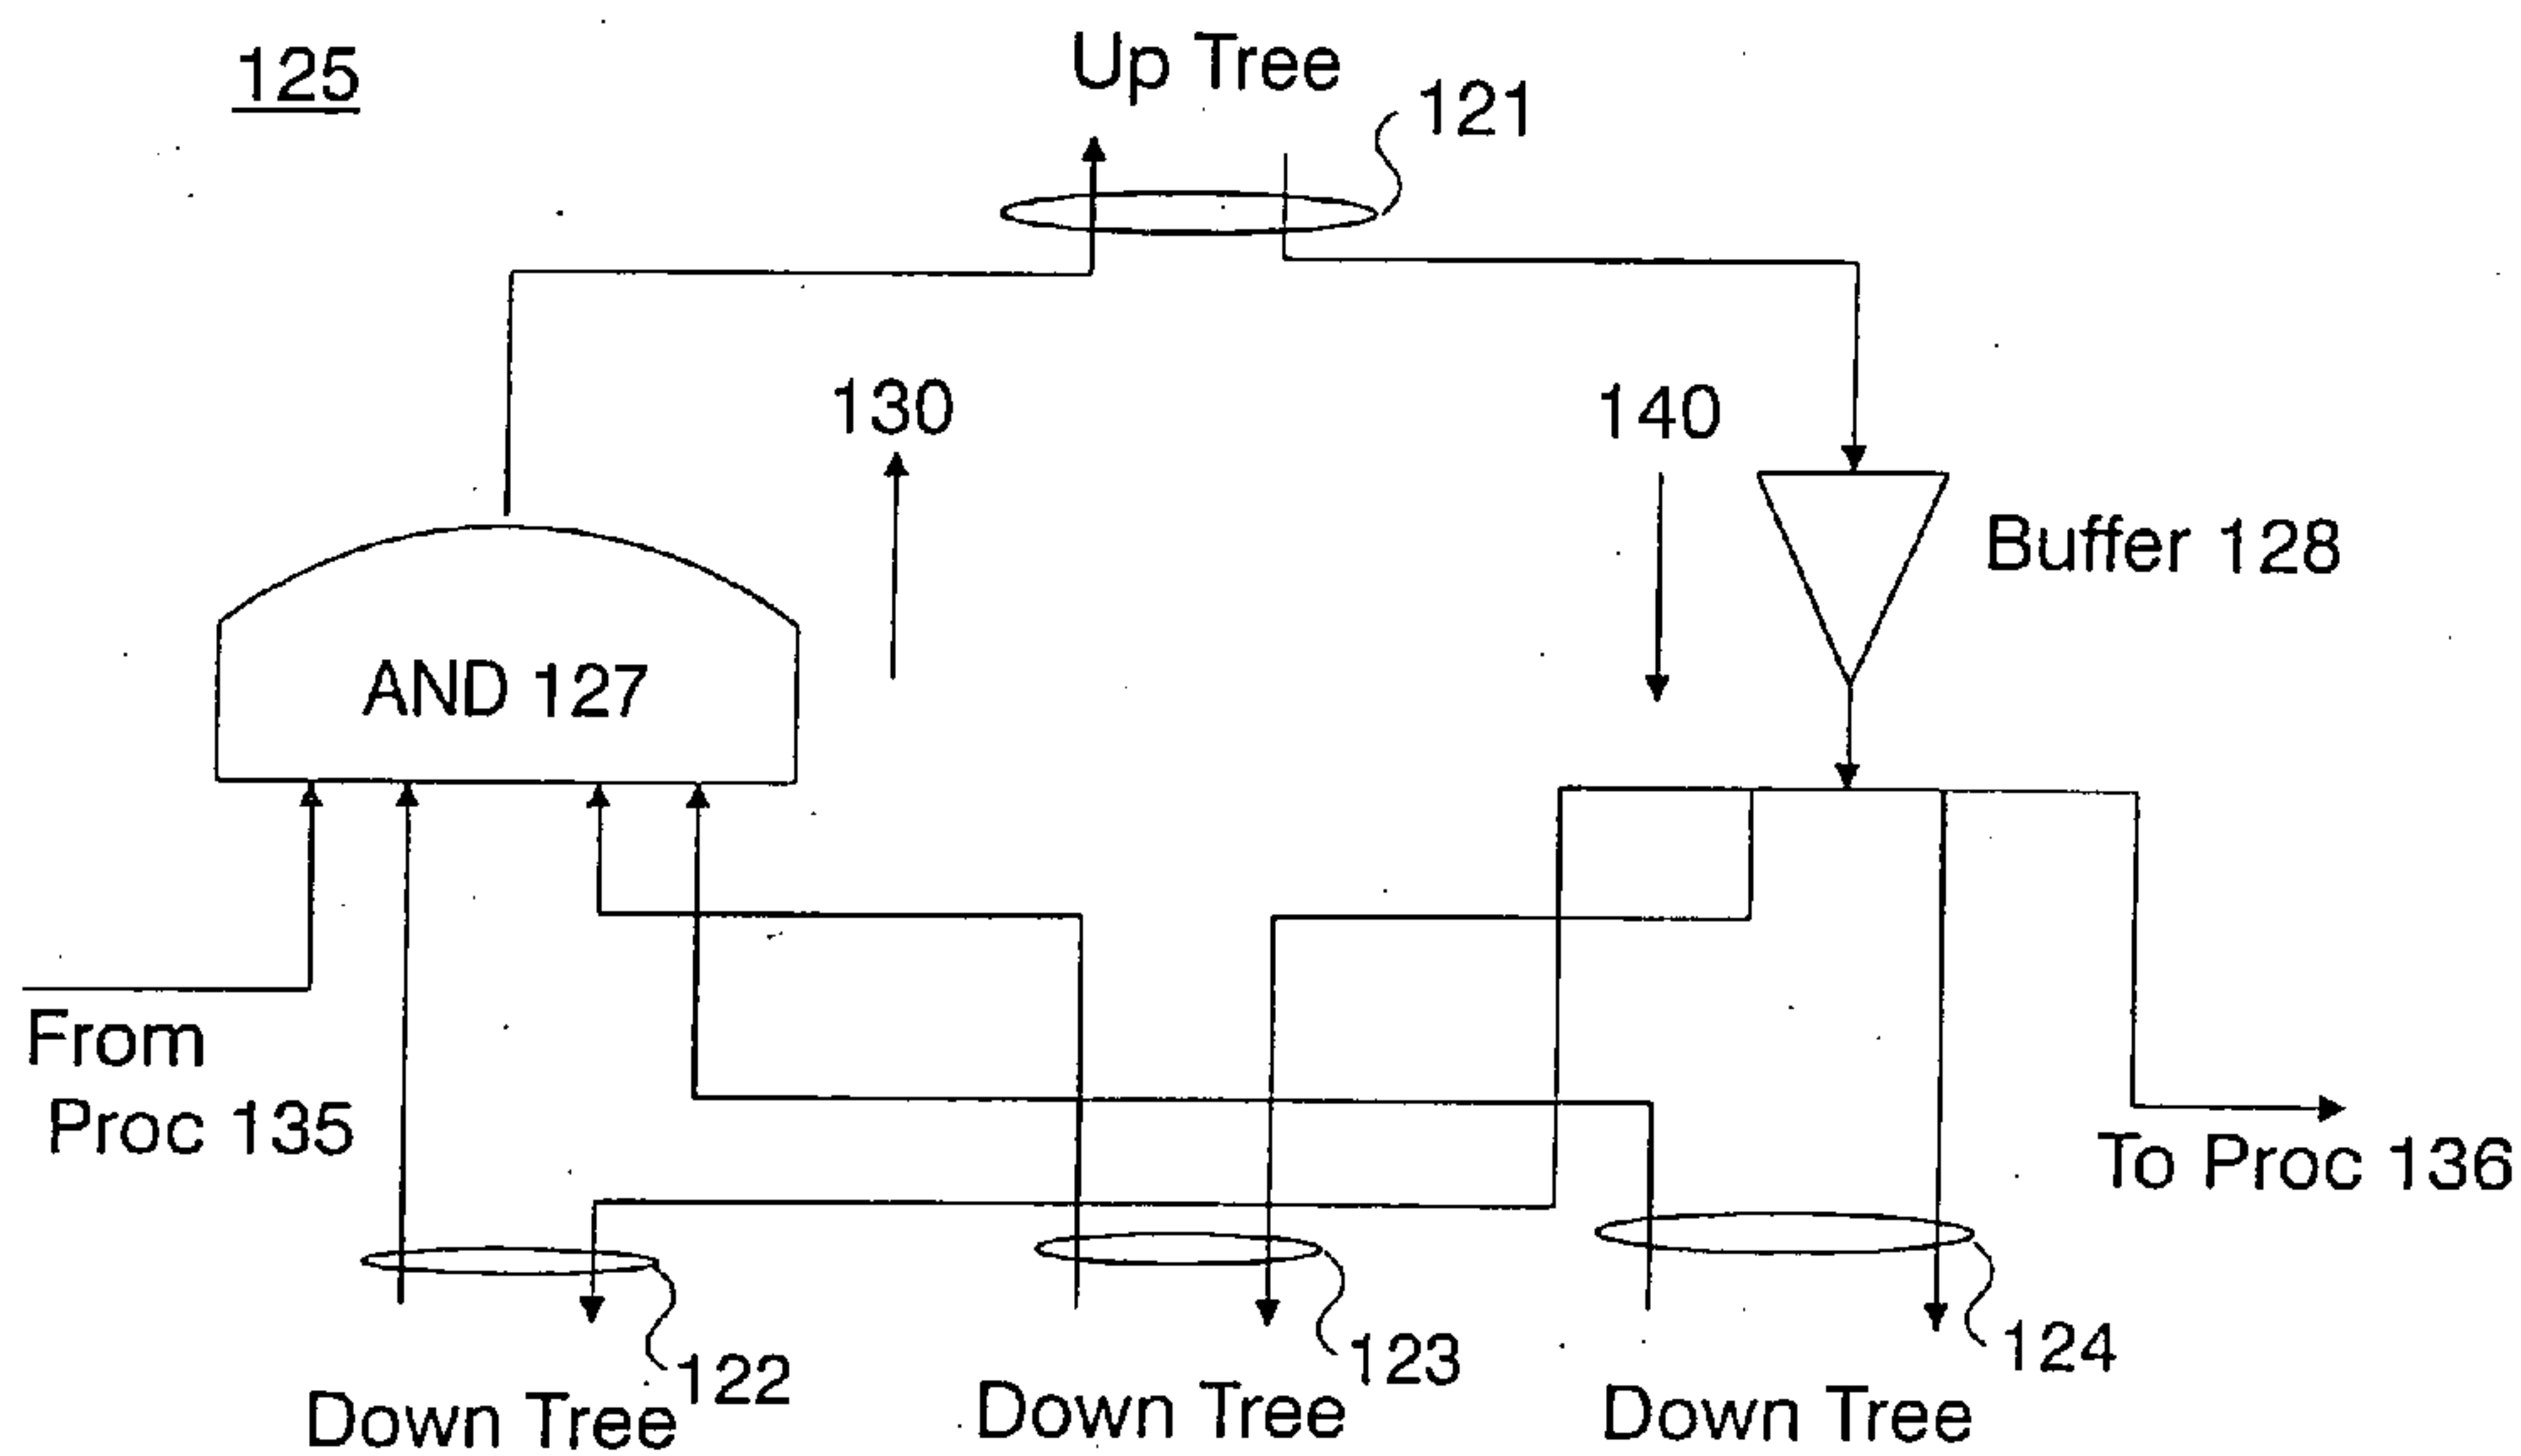 125
Up Tree
121
130
140
Buffer 128
AND 127
From
Proc 135
To Proc 136
122
123
124
Down Tree
Down Tree
Down Tree